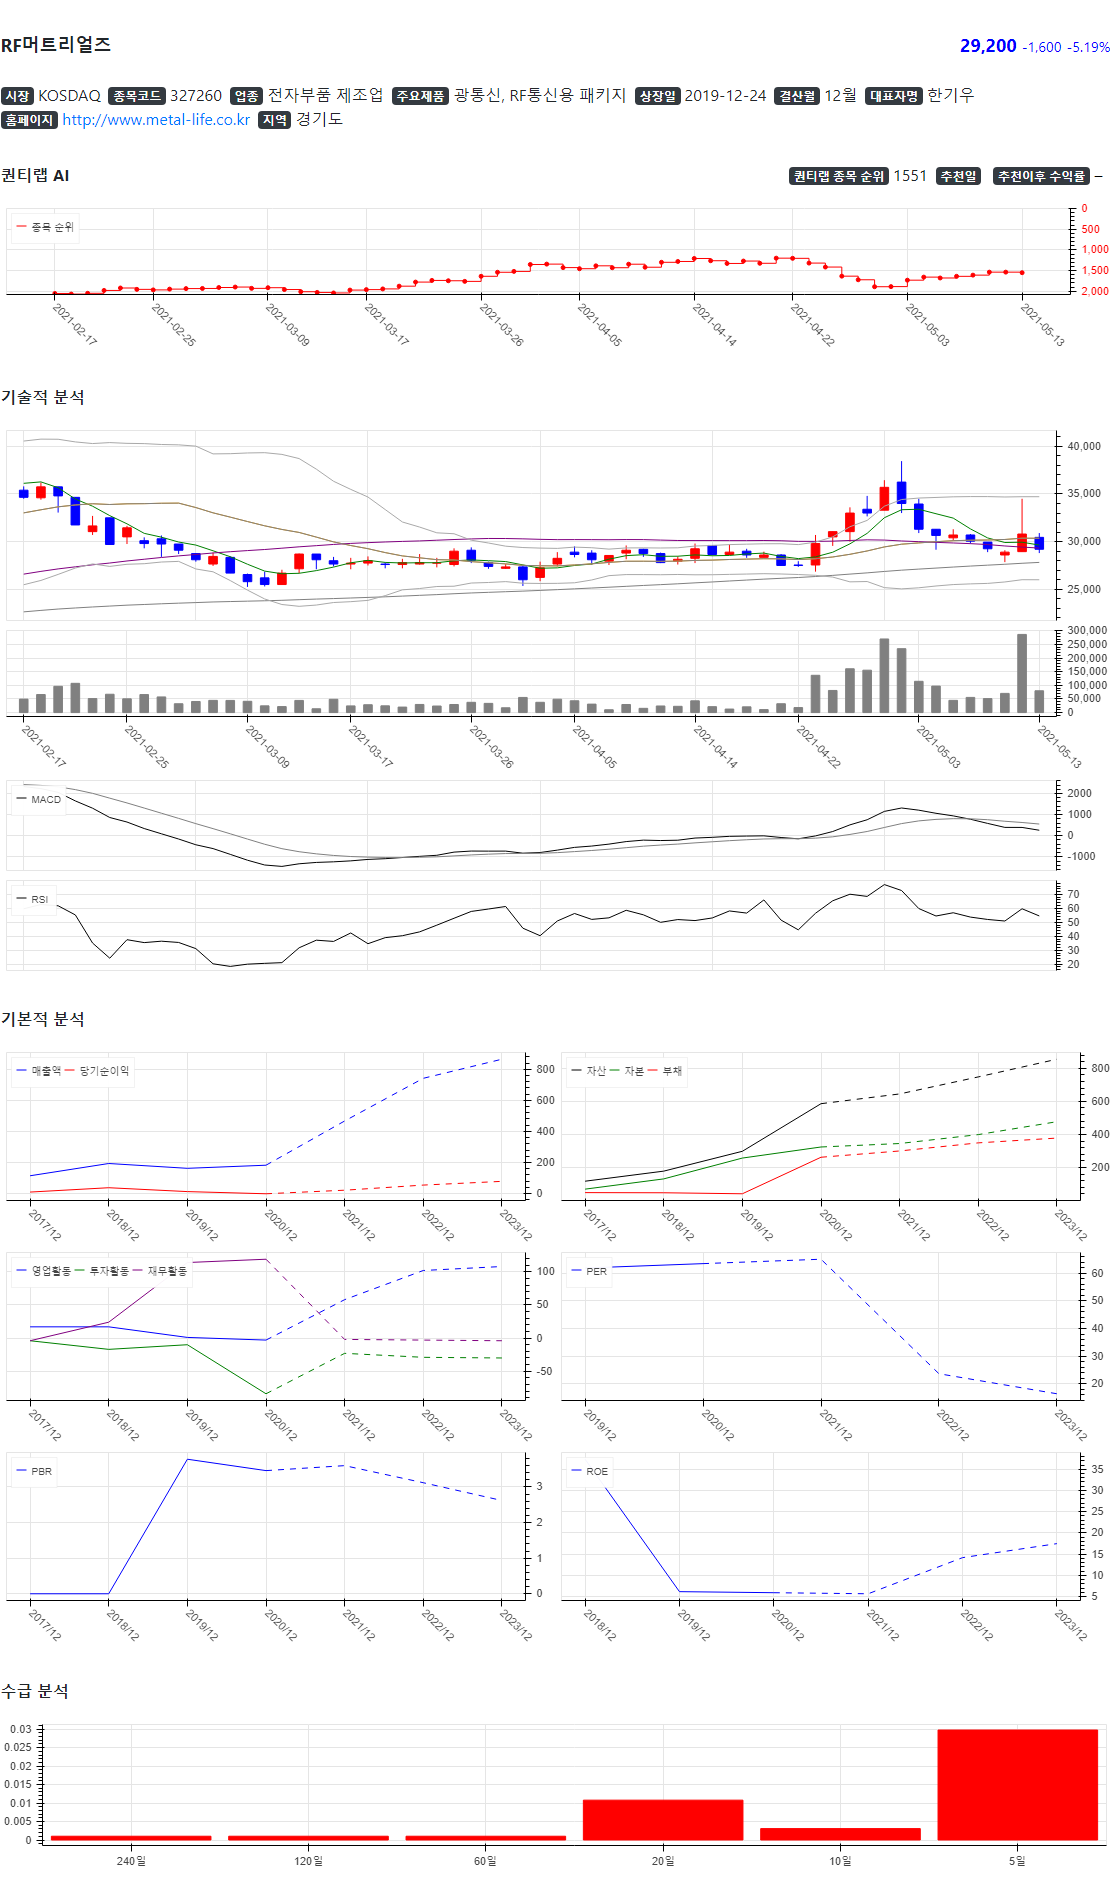 RF머트리얼즈
29,200 -1,600 -5.19%
시장 KOSDAQ 종목코드 327260 업종 전자부품 제조업 주요제품 광통신, RF통신용 패키지 상장일 2019-12-24 결산월 12월 대표자명 한기우
홈페이지 http://www.metal-life.co.kr 지역 경기도
퀀티랩 AI
퀀티랩 종목 순위 1551 추천일 추천이후 수익률 –
종목 순위
0
500
1,000
1,500
2,000
2021-02-17 2021-02-25 2021-03-09 2021-03-17 2021-03-26 2021-04-05 2021-04-14 2021-04-22 2021-05-03 2021-05-13
기술적 분석
40,000
35,000
30,000
25,000
300,000
250,000
200,000
150,000
100,000
50,000
0
2021-02-17 2021-02-25 2021-03-09 2021-03-17 2021-03-26 2021-04-05 2021-04-14 2021-04-22 2021-05-03 2021-05-13
MACD
2000
1000
0
-1000
RSI
70
60
50
40
30
20
기본적 분석
매출액 당기순이익
800
600
400
200
0
2017/12 2018/12 2019/12 2020/12 2021/12 2022/12 2023/12
자산 자본 부채
800
600
400
200
2017/12 2018/12 2019/12 2020/12 2021/12 2022/12 2023/12
영업활동 투자활동 재무활동
100
50
0
-50
2017/12 2018/12 2019/12 2020/12 2021/12 2022/12 2023/12
PER
60
50
40
30
20
2019/12 2020/12 2021/12 2022/12 2023/12
PBR
3
2
1
0
2017/12 2018/12 2019/12 2020/12 2021/12 2022/12 2023/12
ROE
35
30
25
20
15
10
5
2018/12 2019/12 2020/12 2021/12 2022/12 2023/12
수급 분석
0.03
0.025
0.02
0.015
0.01
0.005
0
240일 120일 60일 20일 10일 5일